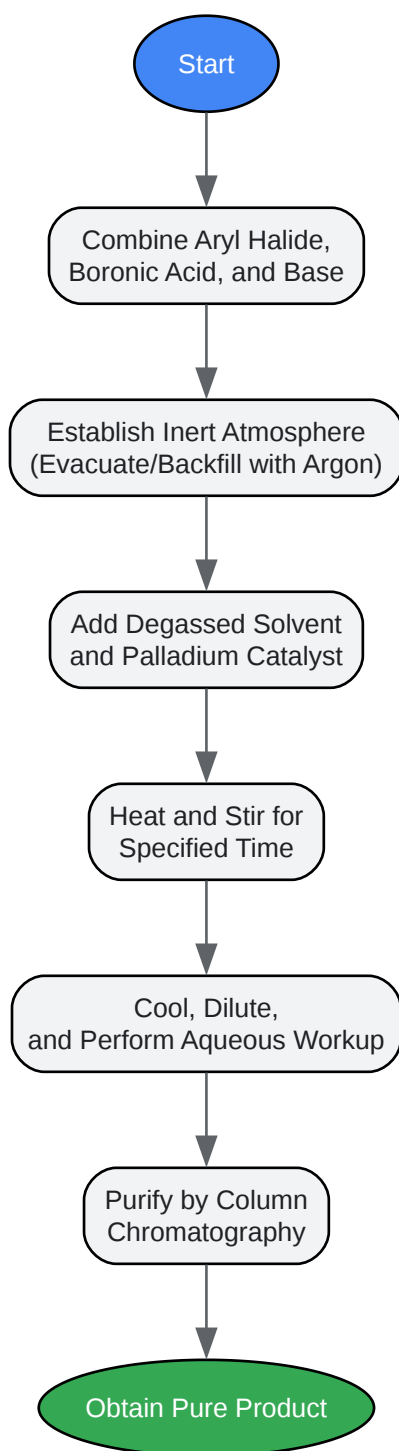 Start
Combine Aryl Halide,
Boronic Acid, and Base
Establish Inert Atmosphere
(Evacuate/Backfill with Argon)
Add Degassed Solvent
and Palladium Catalyst
Heat and Stir for
Specified Time
Cool, Dilute,
and Perform Aqueous Workup
Purify by Column
Chromatography
Obtain Pure Product